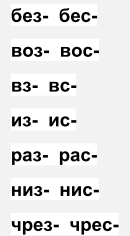 без- бес-
воз- вос-
вз- вс-
из- ис-
раз- рас-
низ- нис-
чрез- чрес-